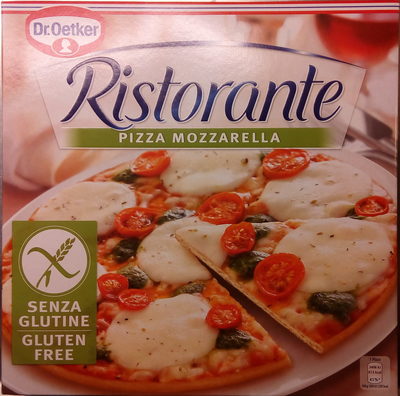 Dr.Oetker
Ristorante
PIZZA MOZZARELLA
SENZA
GLUTINE
GLUTEN
FREE